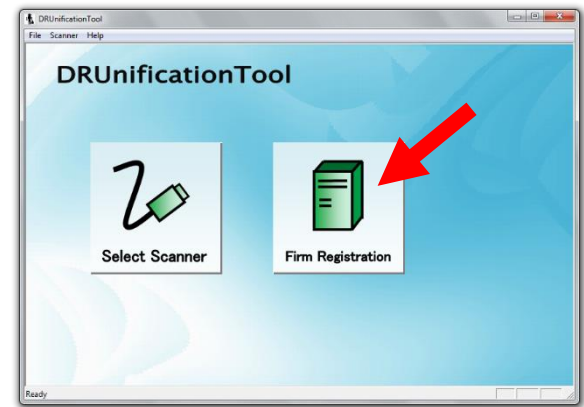 DRUnificationTool
File Scanner Help
DRUnificationTool
Select Scanner
Firm Registration
Ready